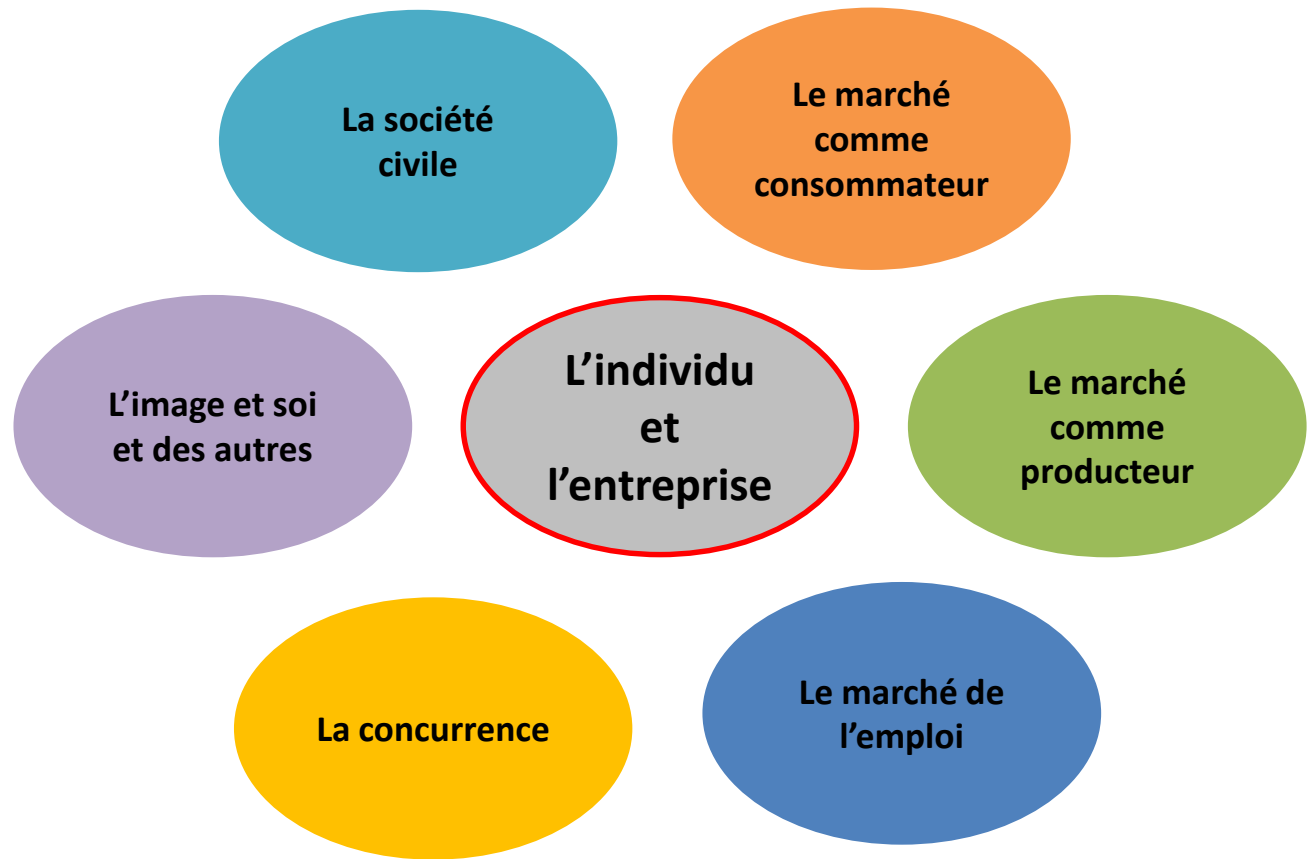 La société
civile
Le marché
comme
consommateur
L'image et soi
et des autres
L'individu
et
l'entreprise
Le marché
comme
producteur
La concurrence
Le marché de
l'emploi